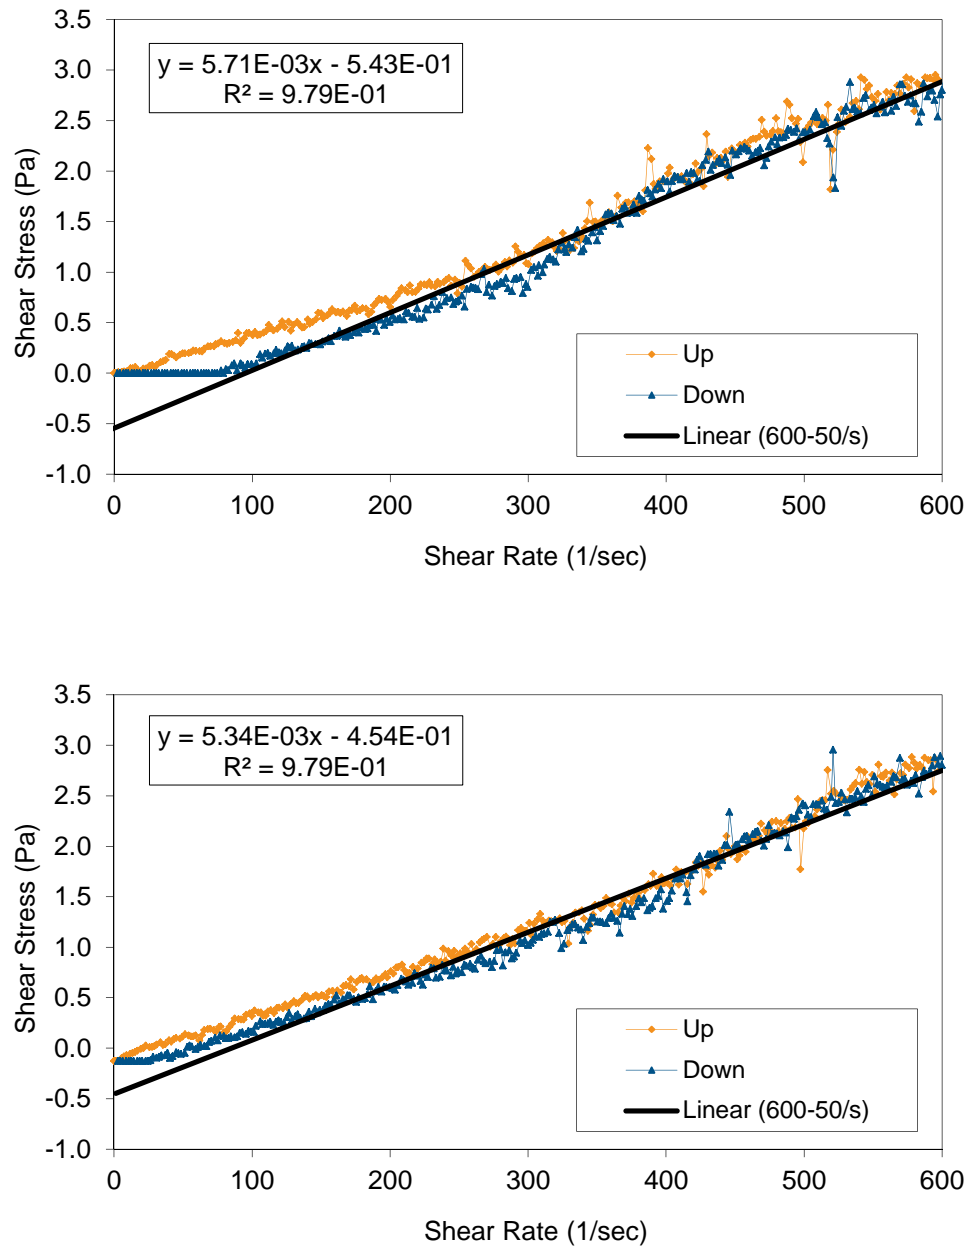 3.5
3.0
2.5
2.0
1.5
1.0
0.5
0.0
-0.5
-1.0
Shear Stress (Pa)
y = 5.71E-03x - 5.43E-01
R² = 9.79E-01
Up
Down
Linear (600-50/s)
0 100 200 300 400 500 600
Shear Rate (1/sec)
3.5
3.0
2.5
2.0
1.5
1.0
0.5
0.0
-0.5
-1.0
Shear Stress (Pa)
y = 5.34E-03x - 4.54E-01
R² = 9.79E-01
Up
Down
Linear (600-50/s)
0 100 200 300 400 500 600
Shear Rate (1/sec)